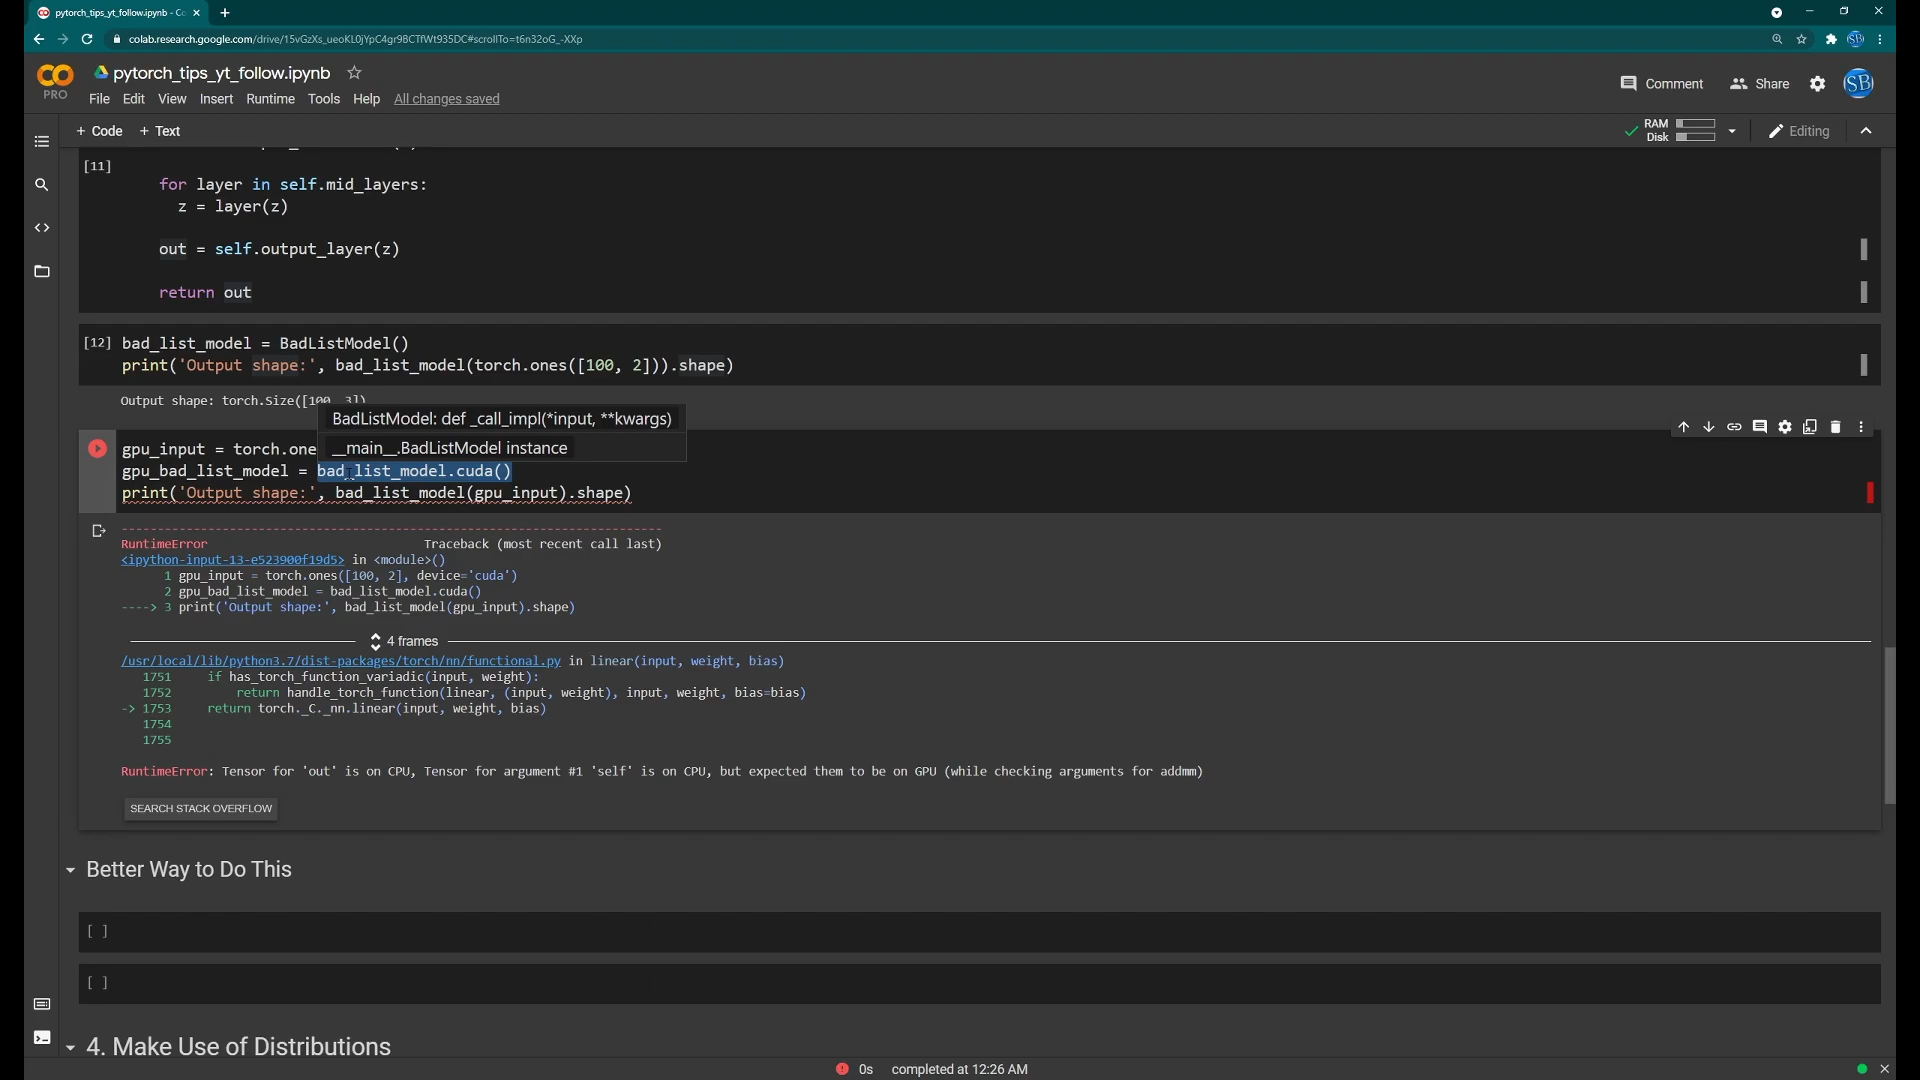 pytorch_tips_yt_follow.ipynb - Co
colab.research.google.com/drive/15vGzXs_ueoKL0jYpC4gr9BCTfWt935DC#scrollTo=t6n32oG_-XXp
PRO
pytorch_tips_yt_follow.ipynb
File Edit View Insert Runtime Tools Help All changes saved
Comment Share SB
+ Code + Text
RAM
Disk
Editing
[11]
for layer in self.mid_layers:
z = layer(z)
out = self.output_layer(z)
return out
[12] bad_list_model = BadListModel()
print('Output shape:', bad_list_model(torch.ones([100, 2])).shape)
Output shape: torch.Size([100, 3])
BadListModel: def _call_impl(*input, **kwargs)
__main__.BadListModel instance
gpu_input = torch.one
gpu_bad_list_model = bad_list_model.cuda()
print('Output shape:', bad_list_model(gpu_input).shape)
---------------------------------------------------------------------------
RuntimeError Traceback (most recent call last)
<ipython-input-13-e523900f19d5> in <module>()
1 gpu_input = torch.ones([100, 2], device='cuda')
2 gpu_bad_list_model = bad_list_model.cuda()
----> 3 print('Output shape:', bad_list_model(gpu_input).shape)
4 frames
/usr/local/lib/python3.7/dist-packages/torch/nn/functional.py in linear(input, weight, bias)
1751 if has_torch_function_variadic(input, weight):
1752 return handle_torch_function(linear, (input, weight), input, weight, bias=bias)
-> 1753 return torch._C._nn.linear(input, weight, bias)
1754
1755
RuntimeError: Tensor for 'out' is on CPU, Tensor for argument #1 'self' is on CPU, but expected them to be on GPU (while checking arguments for addmm)
SEARCH STACK OVERFLOW
Better Way to Do This
[ ]
[ ]
4. Make Use of Distributions
0s completed at 12:26 AM